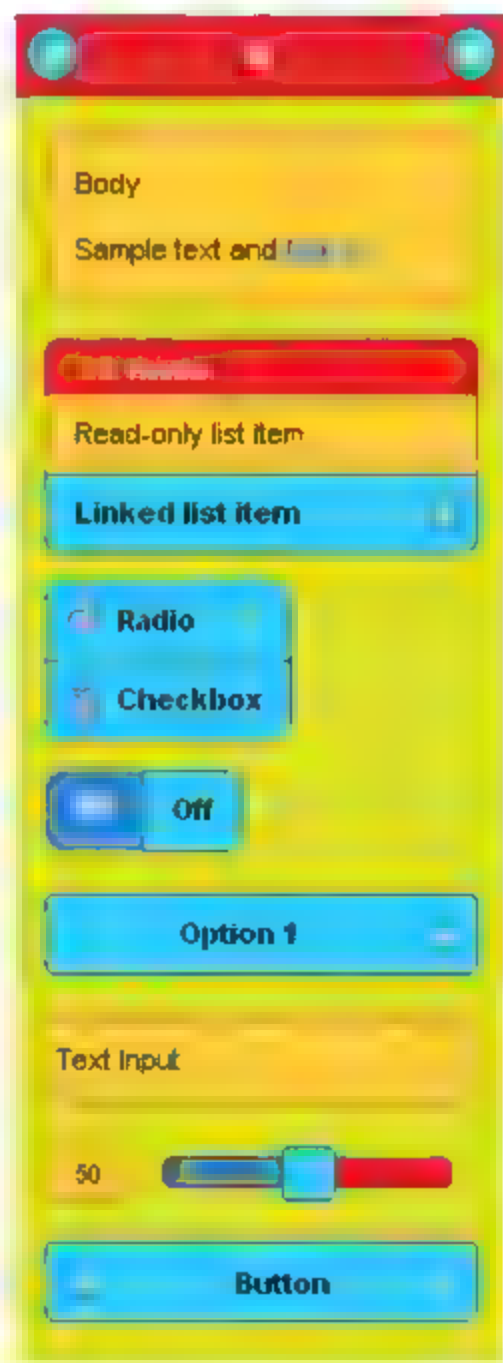 Body
Sample text and
Read-only list item
Linked list item
Radio
Checkbox
Off
Option 1
Text Input
50
Button